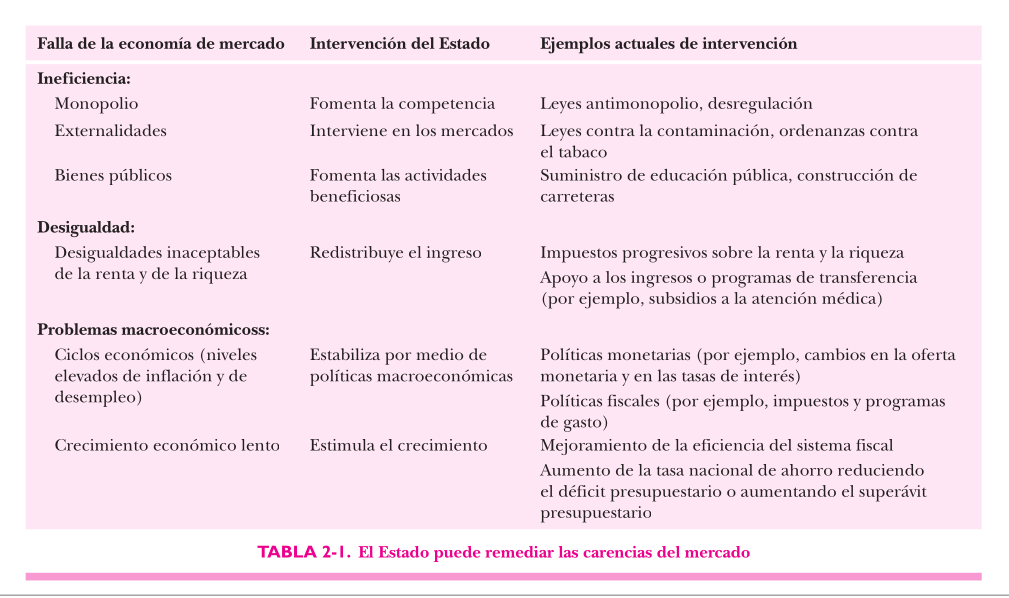 Falla de la economía de mercado Intervención del Estado Ejemplos actuales de intervención
Ineficiencia:
Monopolio Fomenta la competencia Leyes antimonopolio, desregulación
Externalidades Interviene en los mercados Leyes contra la contaminación, ordenanzas contra
el tabaco
Bienes públicos Fomenta las actividades Suministro de educación pública, construcción de
beneficiosas carreteras
Desigualdad:
Desigualdades inaceptables Redistribuye el ingreso Impuestos progresivos sobre la renta y la riqueza
de la renta y de la riqueza
Apoyo a los ingresos o programas de transferencia
(por ejemplo, subsidios a la atención médica)
Problemas macroeconómicoss:
Ciclos económicos (niveles Estabiliza por medio de Políticas monetarias (por ejemplo, cambios en la oferta
elevados de inflación y de políticas macroeconómicas monetaria y en las tasas de interés)
desempleo)
Políticas fiscales (por ejemplo, impuestos y programas
de gasto)
Crecimiento económico lento Estimula el crecimiento Mejoramiento de la eficiencia del sistema fiscal
Aumento de la tasa nacional de ahorro reduciendo
el déficit presupuestario o aumentando el superávit
presupuestario
TABLA 2-1. El Estado puede remediar las carencias del mercado